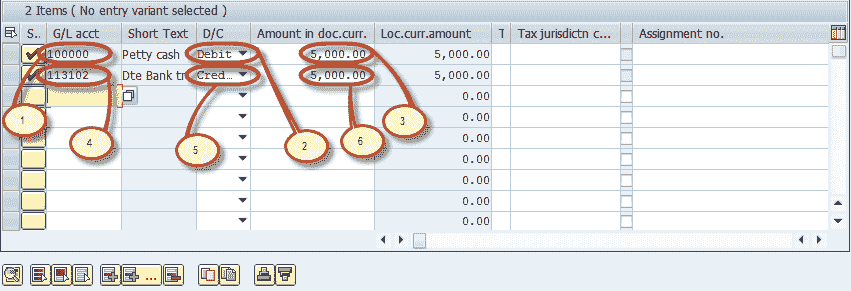 2 Items ( No entry variant selected )
S.. G/L acct Short Text D/C Amount in doc.curr. Loc.curr.amount T Tax jurisdictn c... Assignment no.
100000 Petty cash Debit 5,000.00 5,000.00
113102 Dte Bank tr Cred… 5,000.00 5,000.00
0.00
1 3
0.00
4 5 2 6
0.00
0.00
0.00
0.00
0.00
...